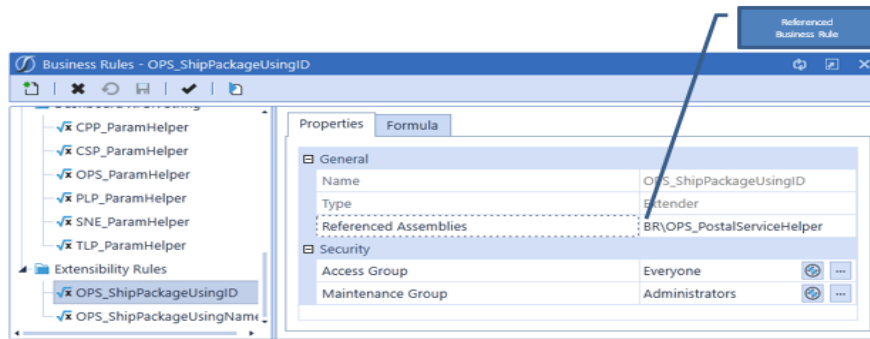 Referenced
Business Rule
Business Rules - OPS_ShipPackageUsingID
CPP_ParamHelper
CSP_ParamHelper
OPS_ParamHelper
PLP_ParamHelper
SNE_ParamHelper
TLP_ParamHelper
Extensibility Rules
OPS_ShipPackageUsingID
OPS_ShipPackageUsingName
Properties Formula
General
Name OPS_ShipPackageUsingID
Type Extender
Referenced Assemblies BR\OPS_PostalServiceHelper
Security
Access Group Everyone
Maintenance Group Administrators